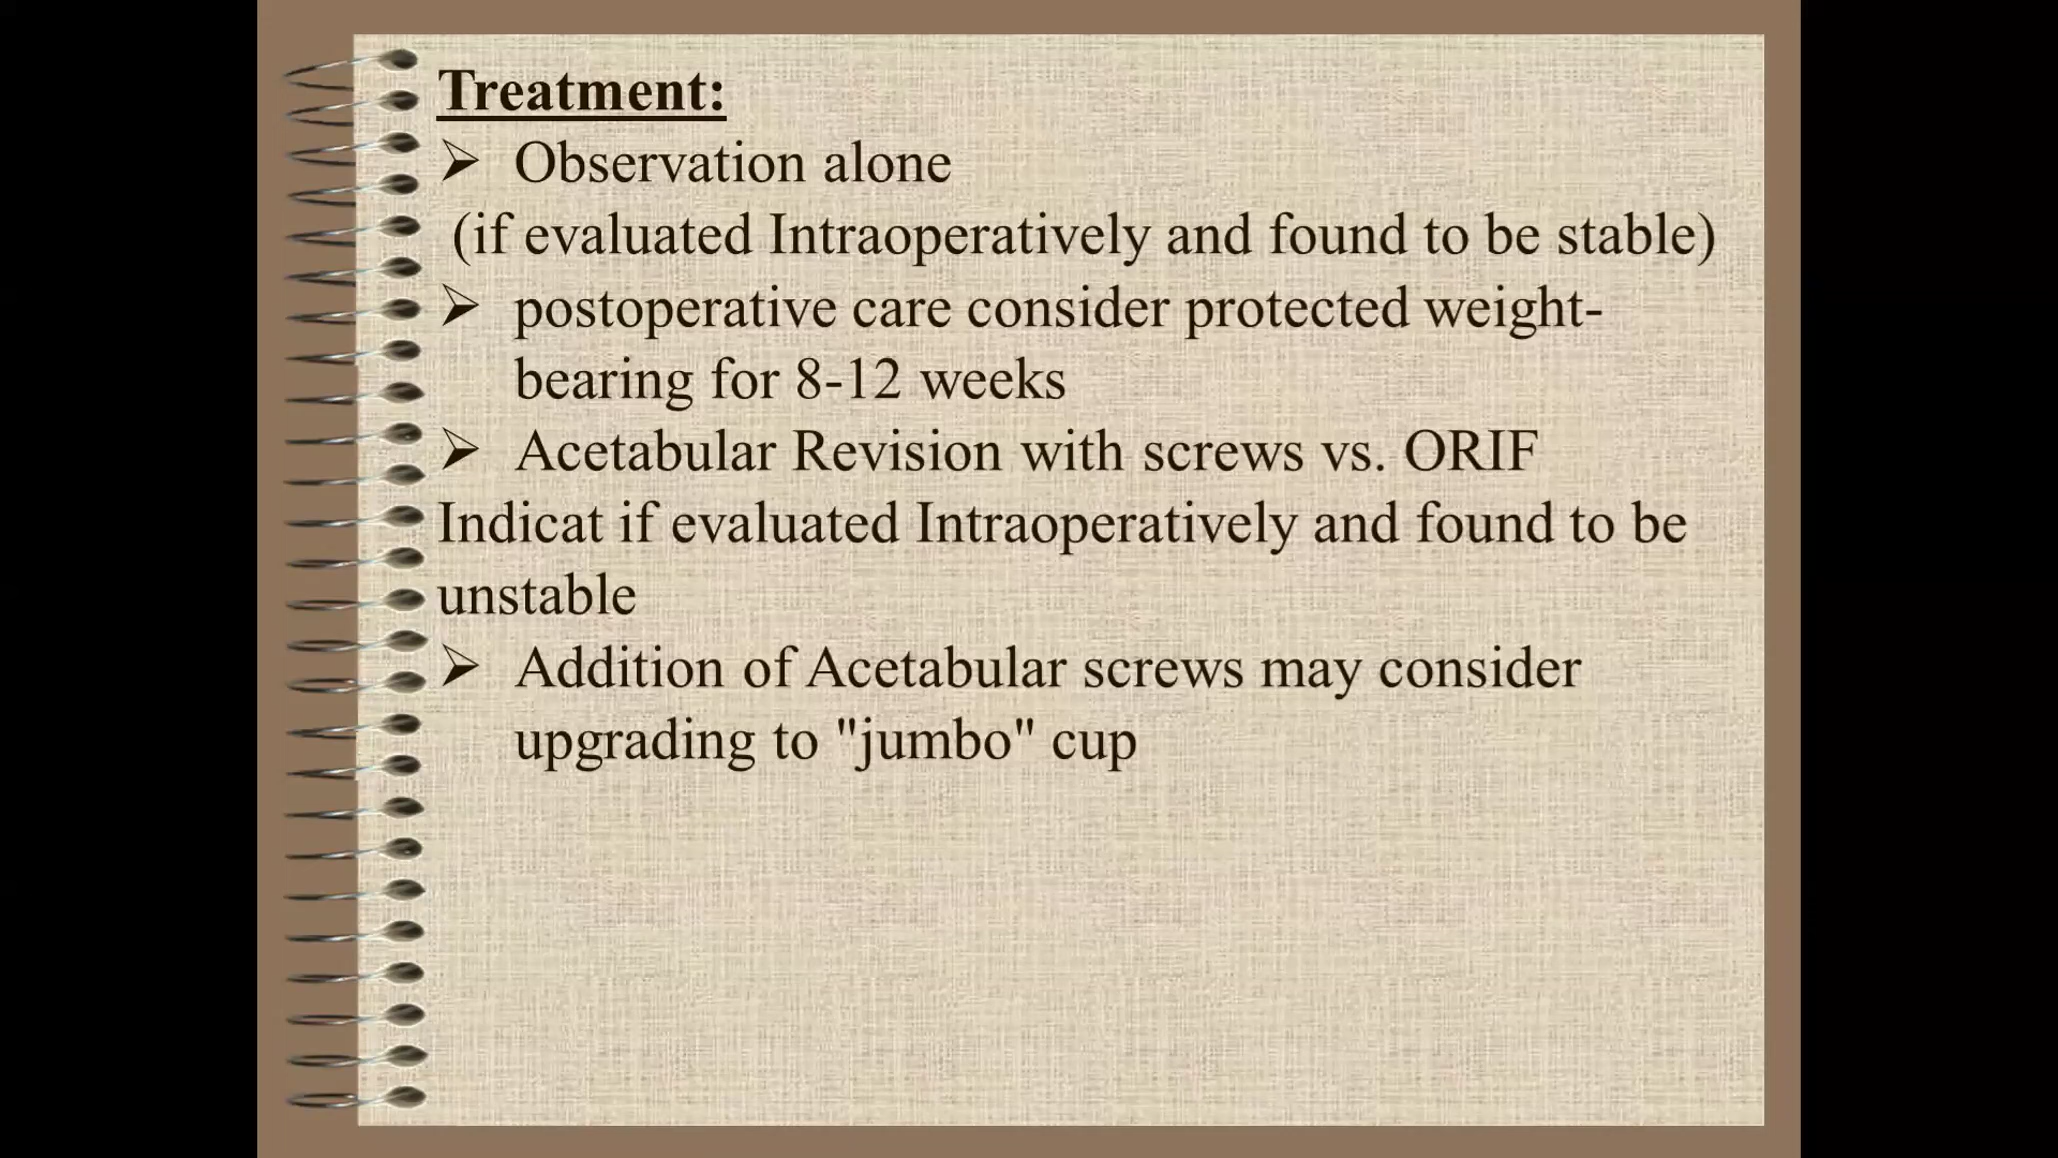 Treatment:
➢ Observation alone
(if evaluated Intraoperatively and found to be stable)
➢ postoperative care consider protected weight-
bearing for 8-12 weeks
➢ Acetabular Revision with screws vs. ORIF
Indicat if evaluated Intraoperatively and found to be
unstable
➢ Addition of Acetabular screws may consider
upgrading to "jumbo" cup